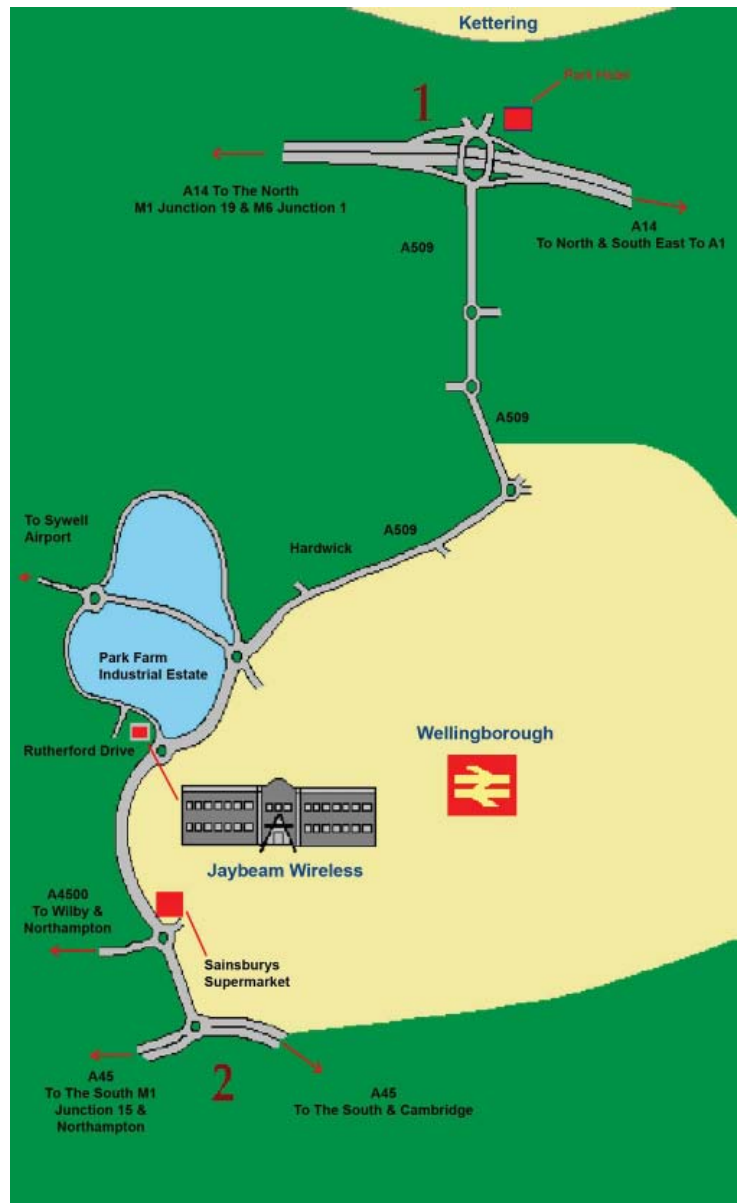 Kettering
Park Hotel
1
A14 To The North
M1 Junction 19 & M6 Junction 1
A14
To North & South East To A1
A509
A509
A509
Hardwick
To Sywell
Airport
Park Farm
Industrial Estate
Rutherford Drive
Wellingborough
Jaybeam Wireless
A4500
To Wilby &
Northampton
Sainsburys
Supermarket
2
A45
To The South M1
Junction 15 &
Northampton
A45
To The South & Cambridge